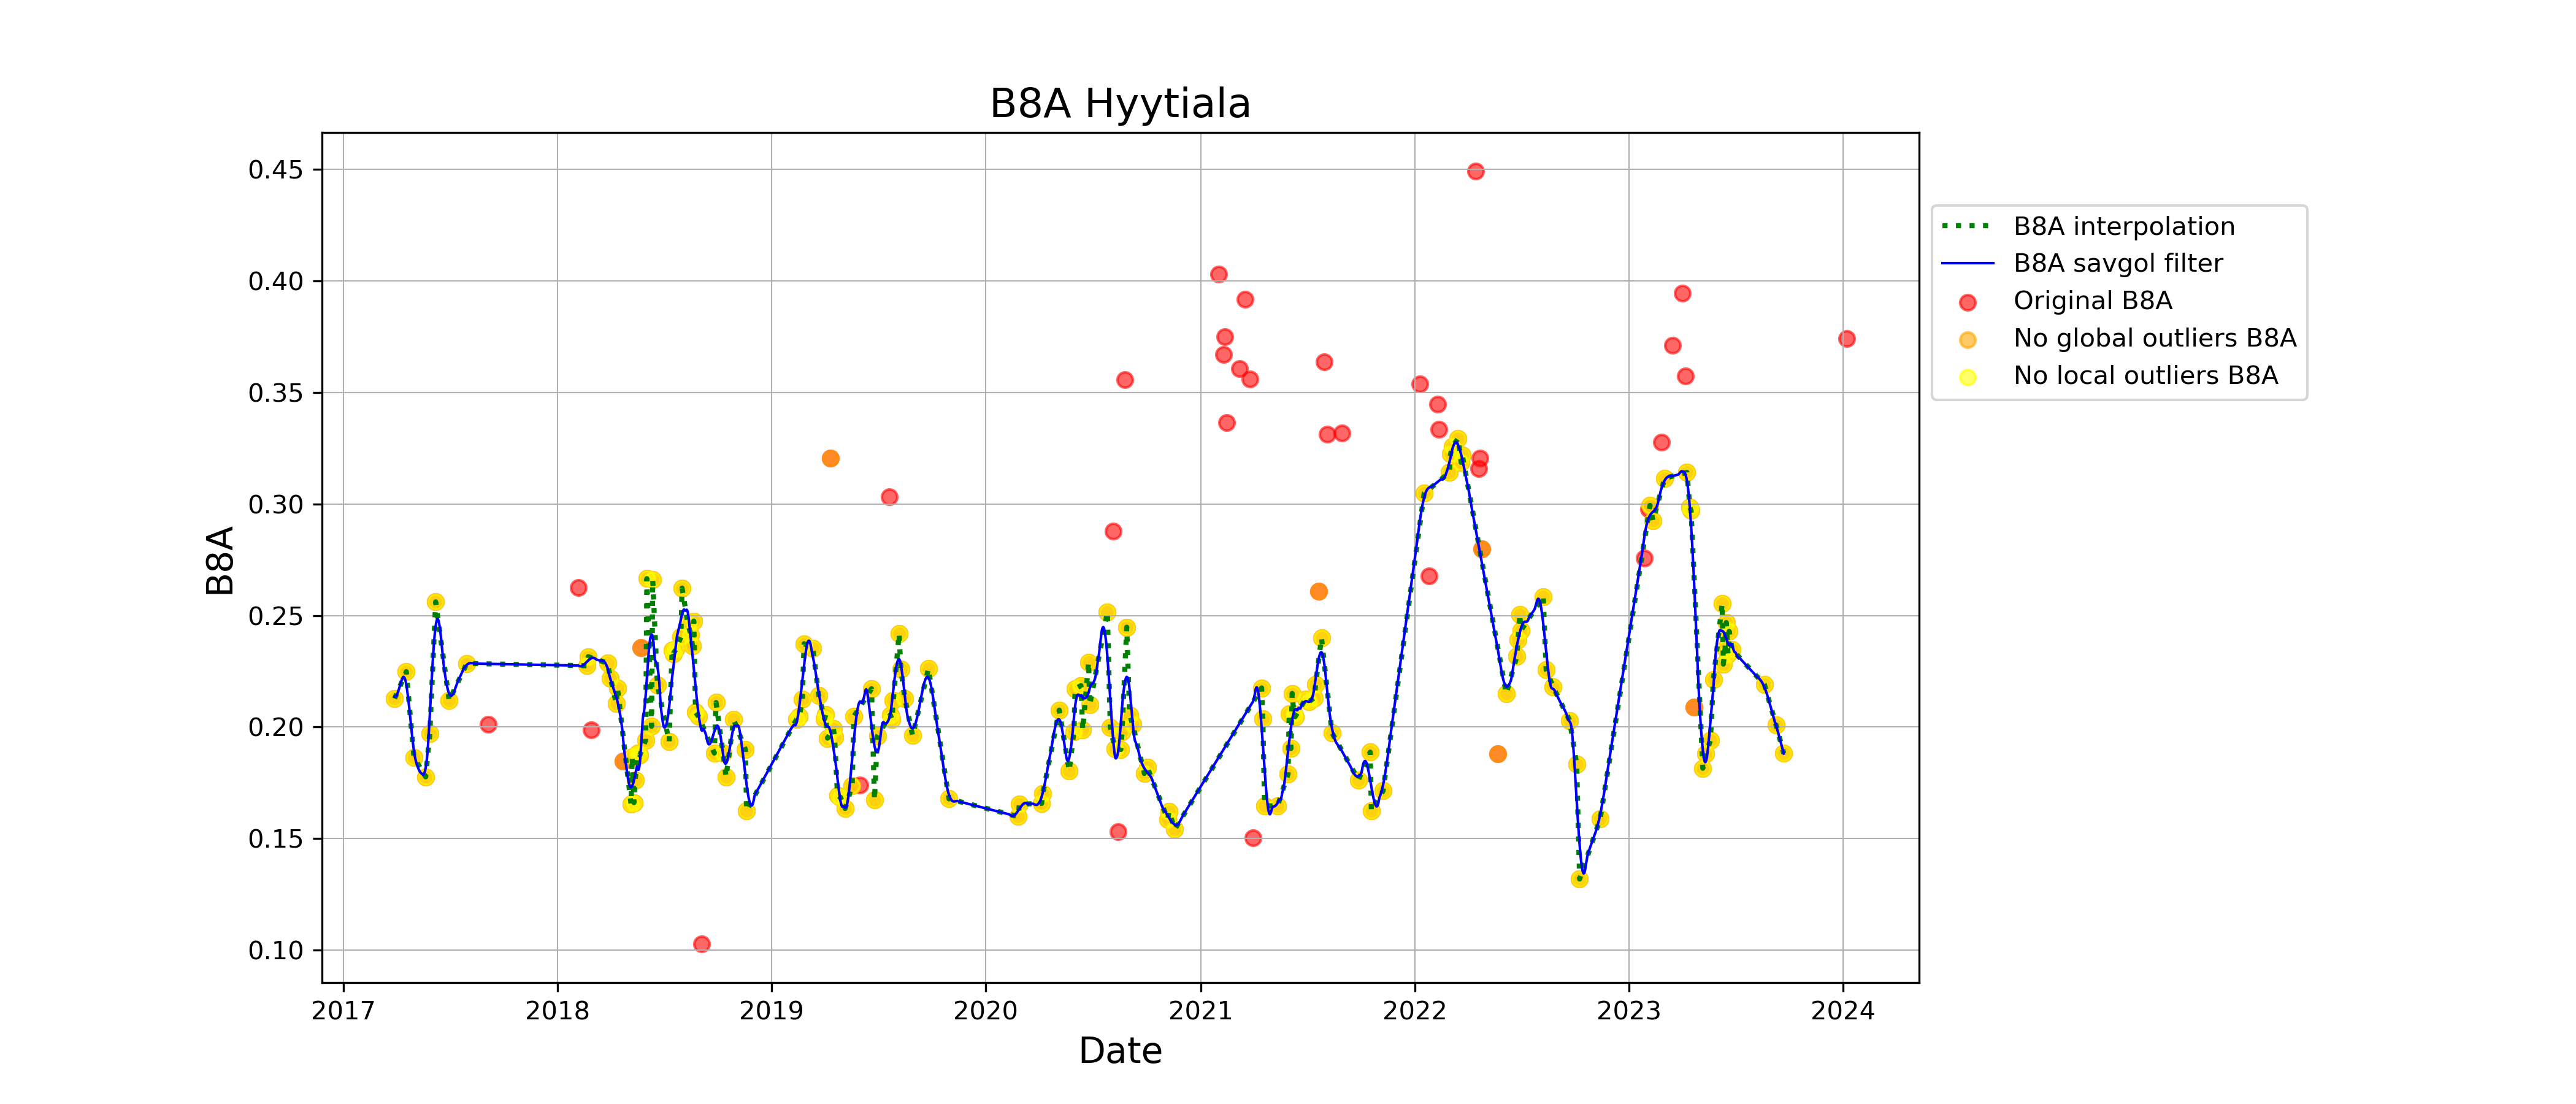 B8A Hyytiala
B8A
0.45
0.40
0.35
0.30
0.25
0.20
0.15
0.10
2017 2018 2019 2020 2021 2022 2023 2024
Date
B8A interpolation
B8A savgol filter
Original B8A
No global outliers B8A
No local outliers B8A